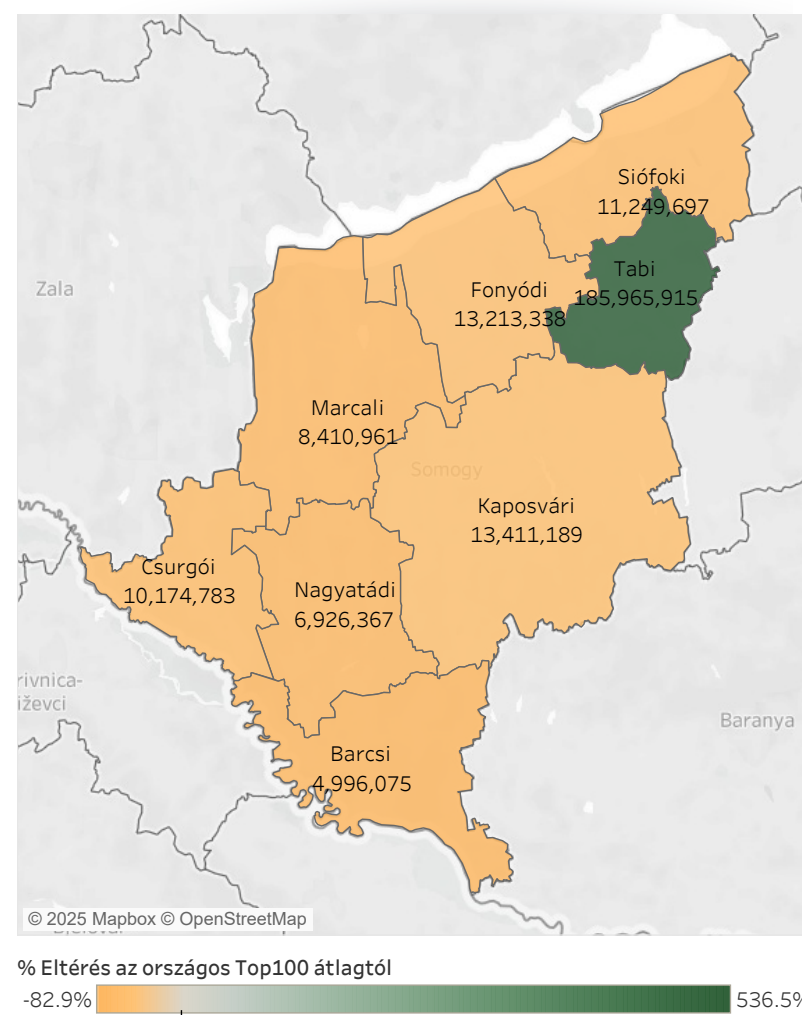 Siófoki
11,249,697
Zala
Tabi
185,965,915
Fonyódi
13,213,338
Marcali
8,410,961
Somogy
Kaposvári
13,411,189
Csurgói
10,174,783
Nagyatádi
6,926,367
rivnica-
iževci
Baranya
Barcsi
4,996,075
© 2025 Mapbox © OpenStreetMap
% Eltérés az országos Top100 átlagtól
-82.9%
536.5%